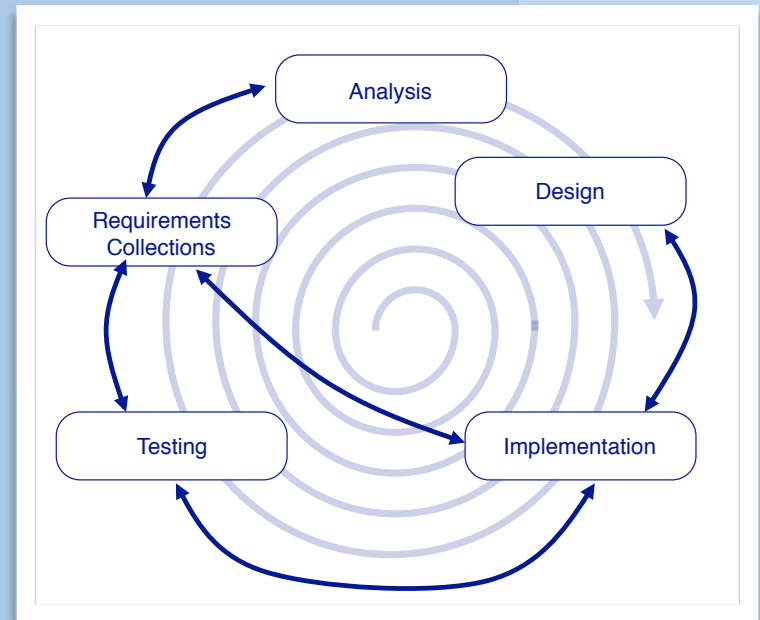 Analysis
Design
Requirements
Collections
Testing
Implementation